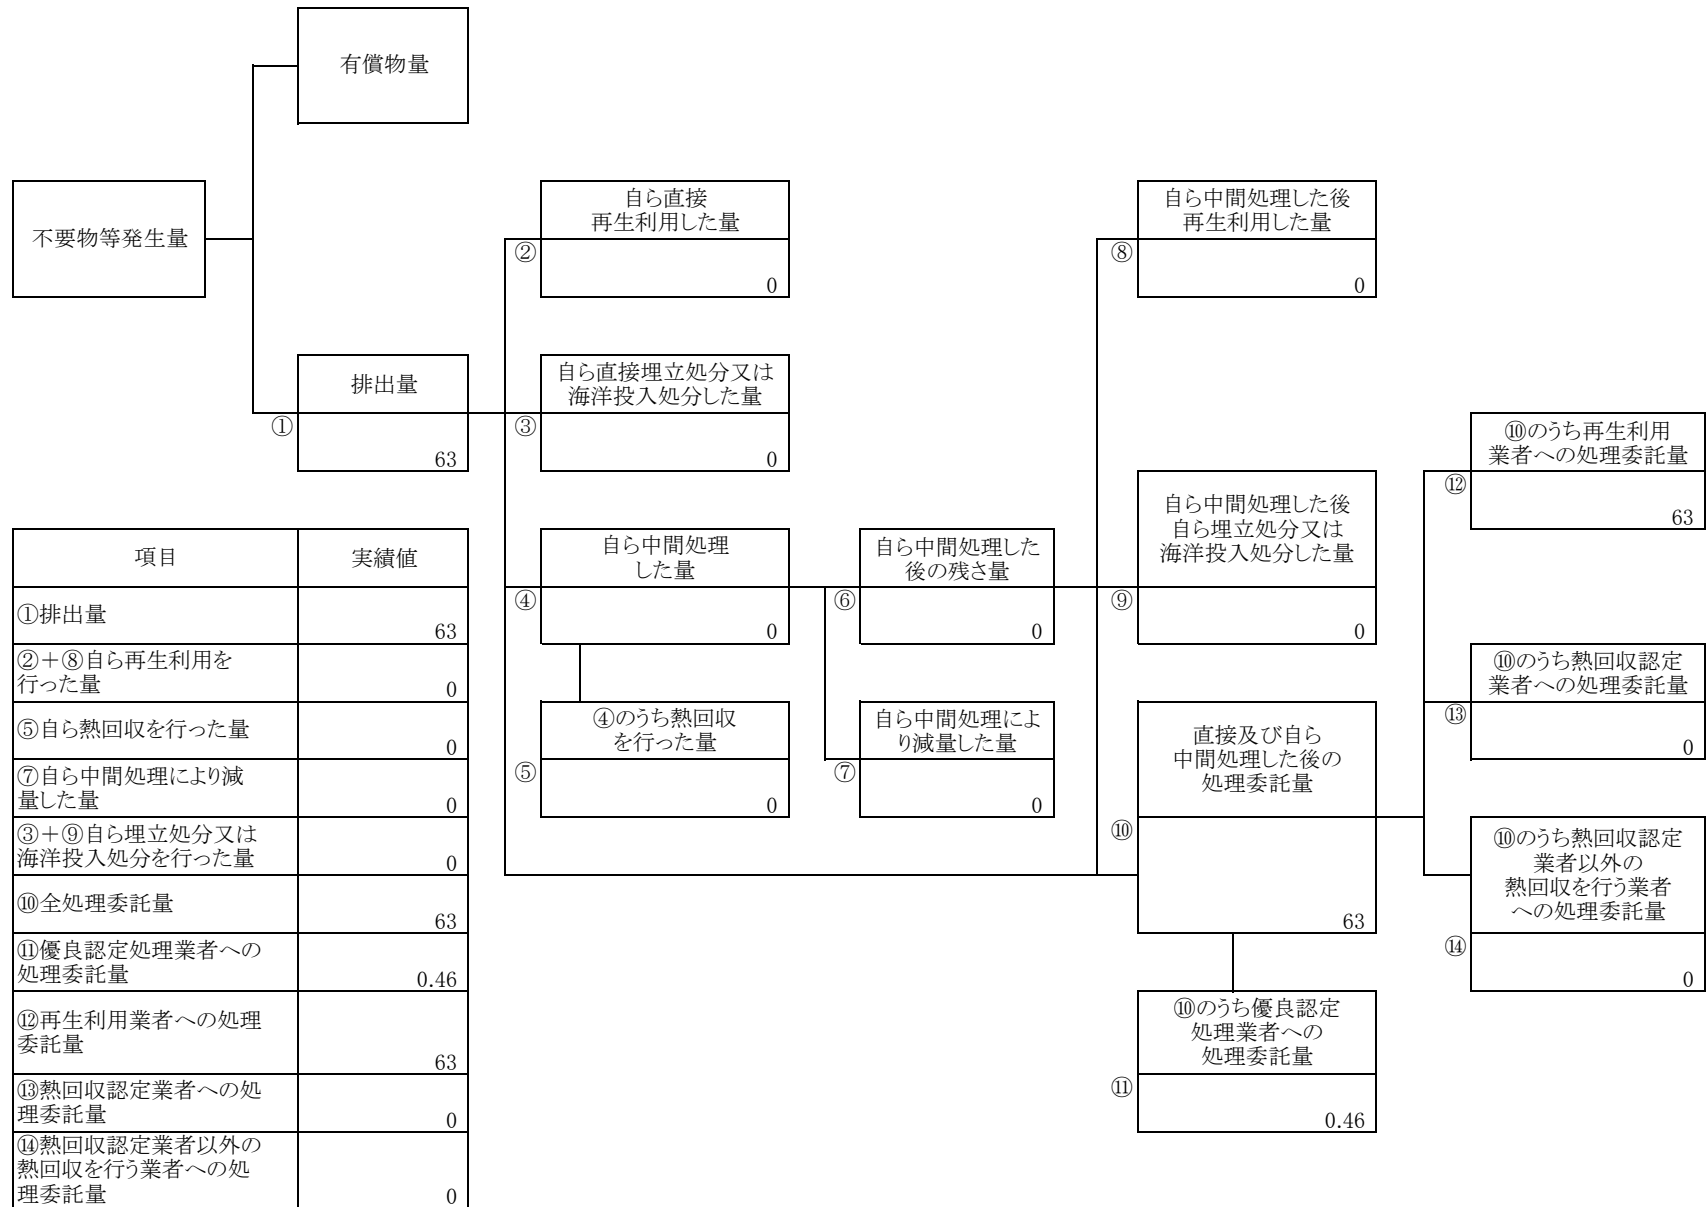 有償物量
不要物等発生量
排出量
①
63
自ら直接
再生利用した量
②
0
自ら直接埋立処分又は
海洋投入処分した量
③
0
自ら中間処理
した量
④
0
④のうち熱回収
を行った量
⑤
0
自ら中間処理した
後の残さ量
⑥
0
自ら中間処理によ
り減量した量
⑦
0
自ら中間処理した後
再生利用した量
⑧
0
自ら中間処理した後
自ら埋立処分又は
海洋投入処分した量
⑨
0
直接及び自ら
中間処理した後の
処理委託量
⑩
63
⑩のうち優良認定
処理業者への
処理委託量
⑪
0.46
⑩のうち再生利用
業者への処理委託量
⑫
63
⑩のうち熱回収認定
業者への処理委託量
⑬
0
⑩のうち熱回収認定
業者以外の
熱回収を行う業者
への処理委託量
⑭
0
項目 実績値
①排出量
63
②＋⑧自ら再生利用を
行った量
0
⑤自ら熱回収を行った量
0
⑦自ら中間処理により減
量した量
0
③＋⑨自ら埋立処分又は
海洋投入処分を行った量
0
⑩全処理委託量
63
⑪優良認定処理業者への
処理委託量
0.46
⑫再生利用業者への処理
委託量
63
⑬熱回収認定業者への処
理委託量
0
⑭熱回収認定業者以外の
熱回収を行う業者への処
理委託量
0